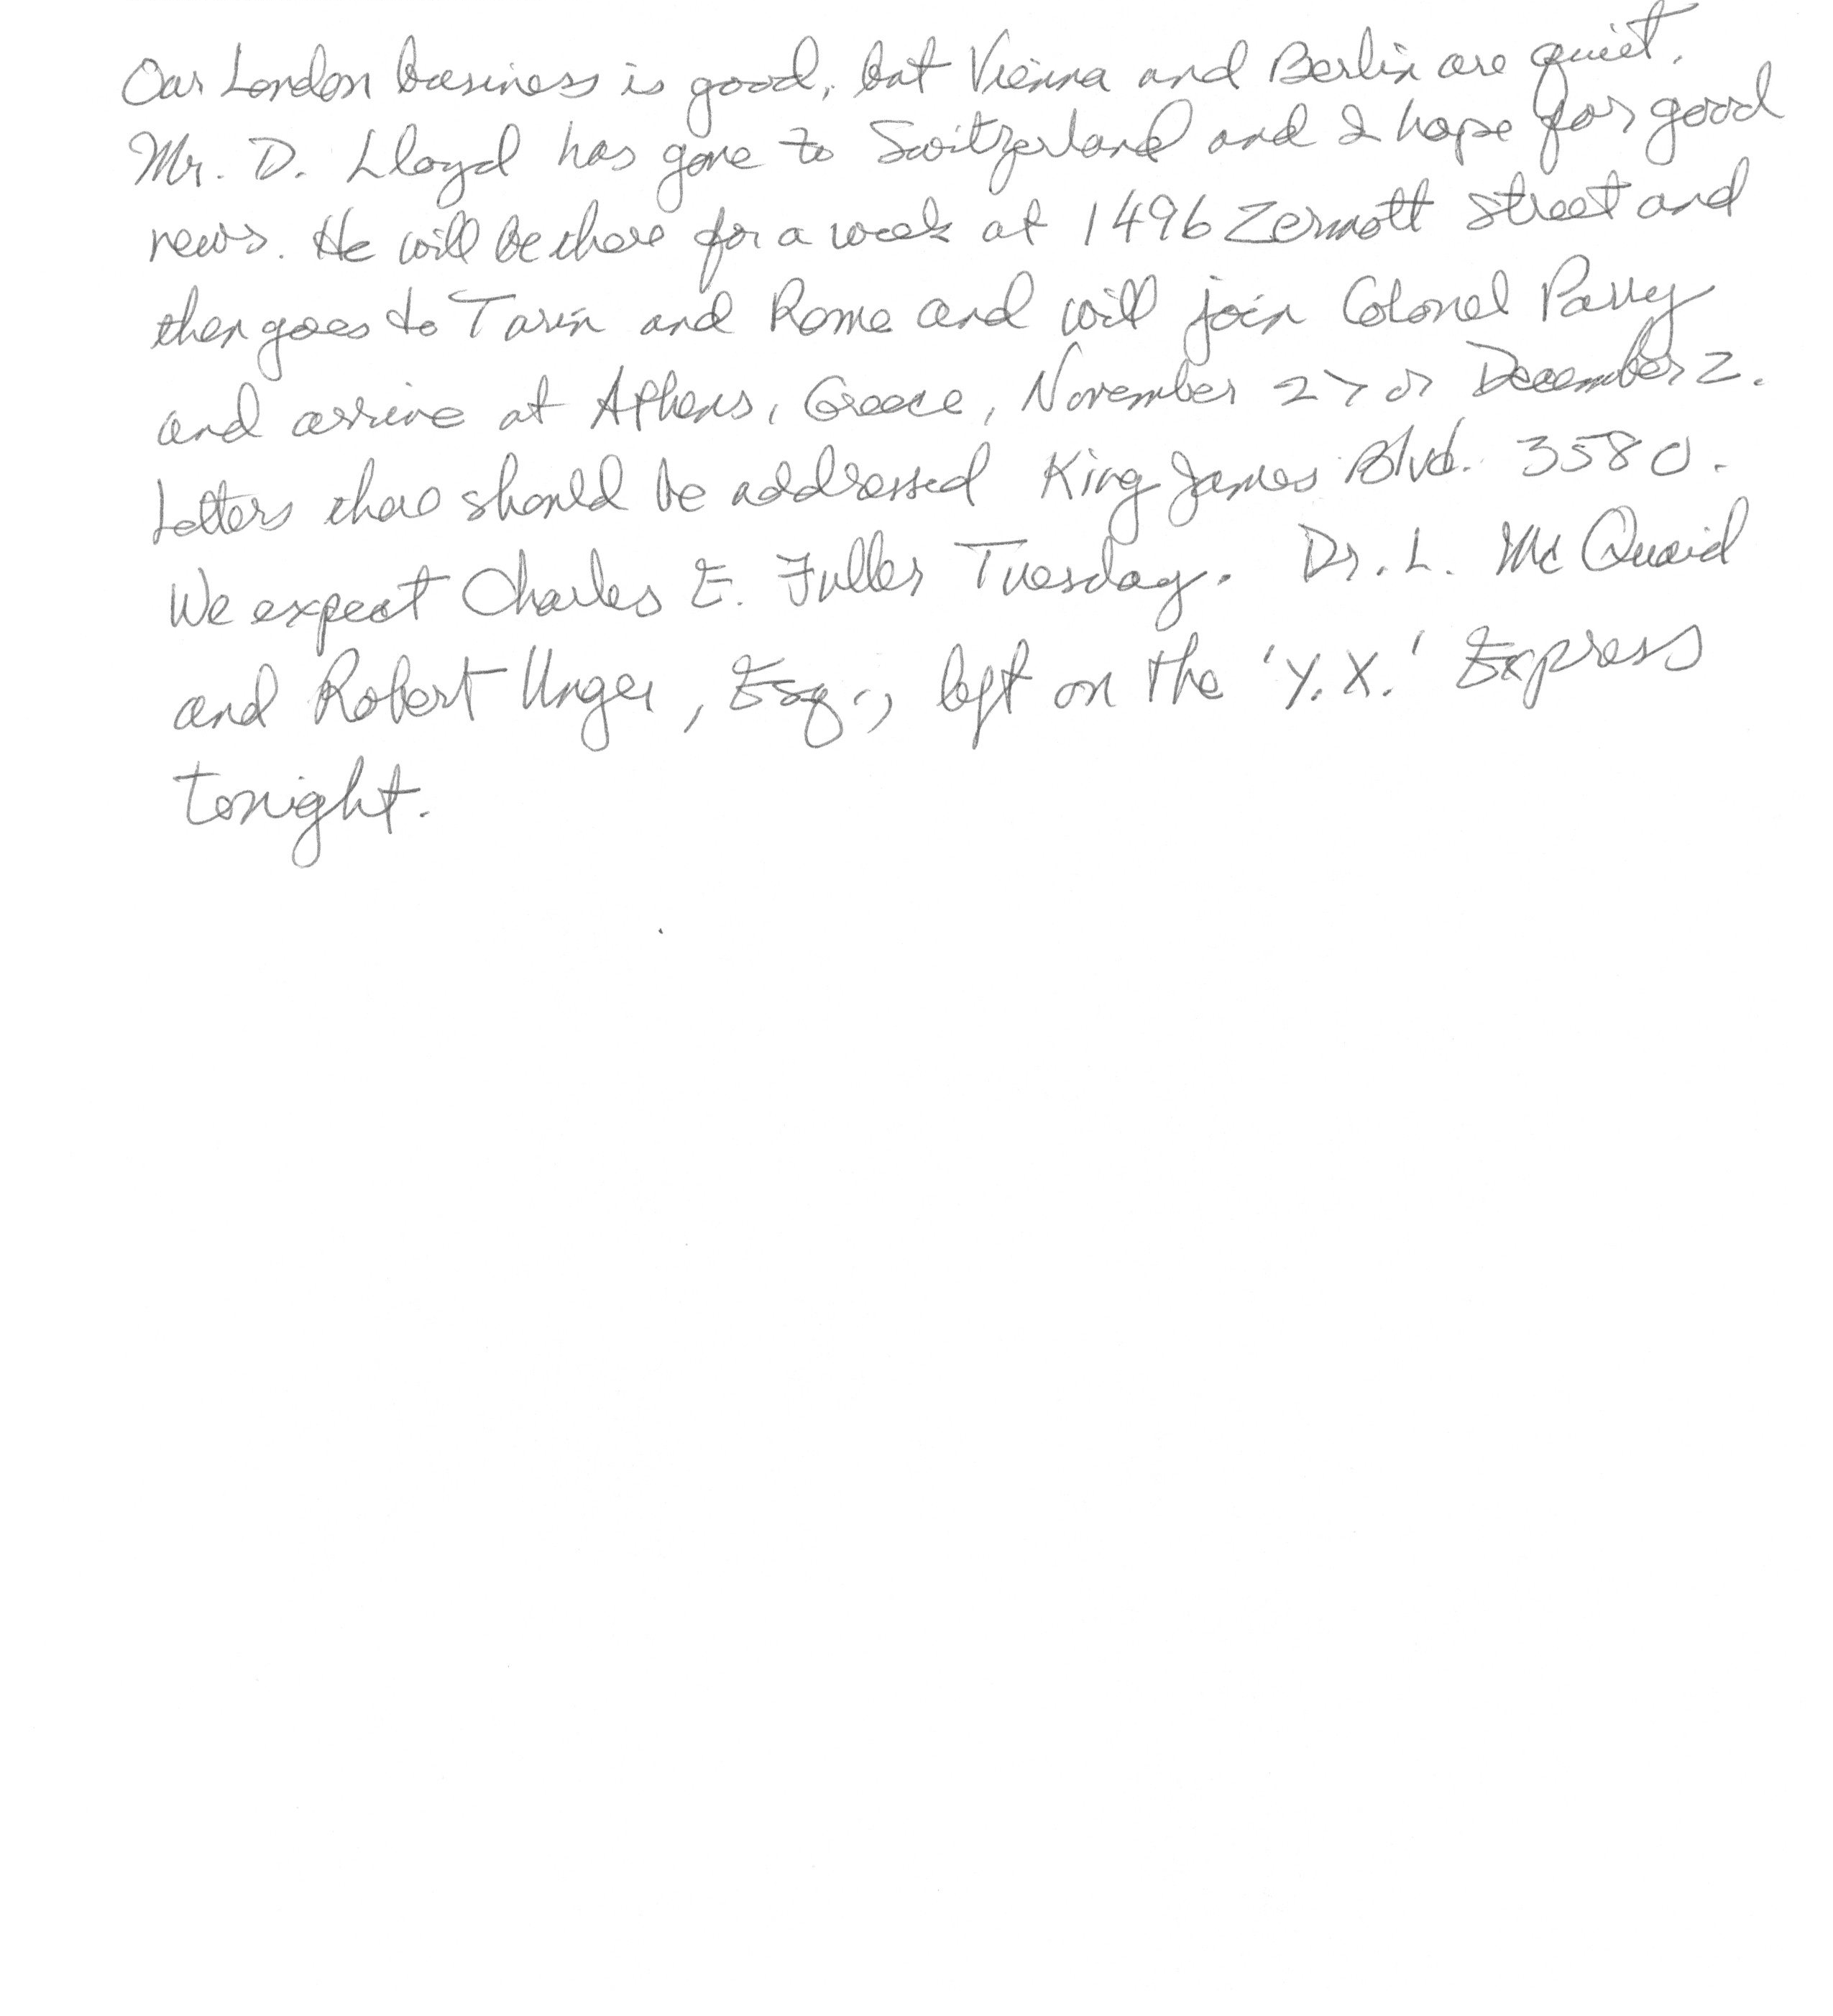 Our London business is good, but Vienna and Berlin are quiet.
Mr. D. Lloyd has gone to Switzerland and I hope for good
news. He will be there for a week at 1496 Zermott Street and
then goes to Turin and Rome and will join Colonel Parry
and arrive at Athens, Greece, November 27 or December 2.
Letters there should be addressed King James Blvd. 3580.
We expect Charles E. Fuller Tuesday. Dr. L. Mc Quaid
and Robert Unger, Esq., left on the 'Y.X.' Express
tonight.